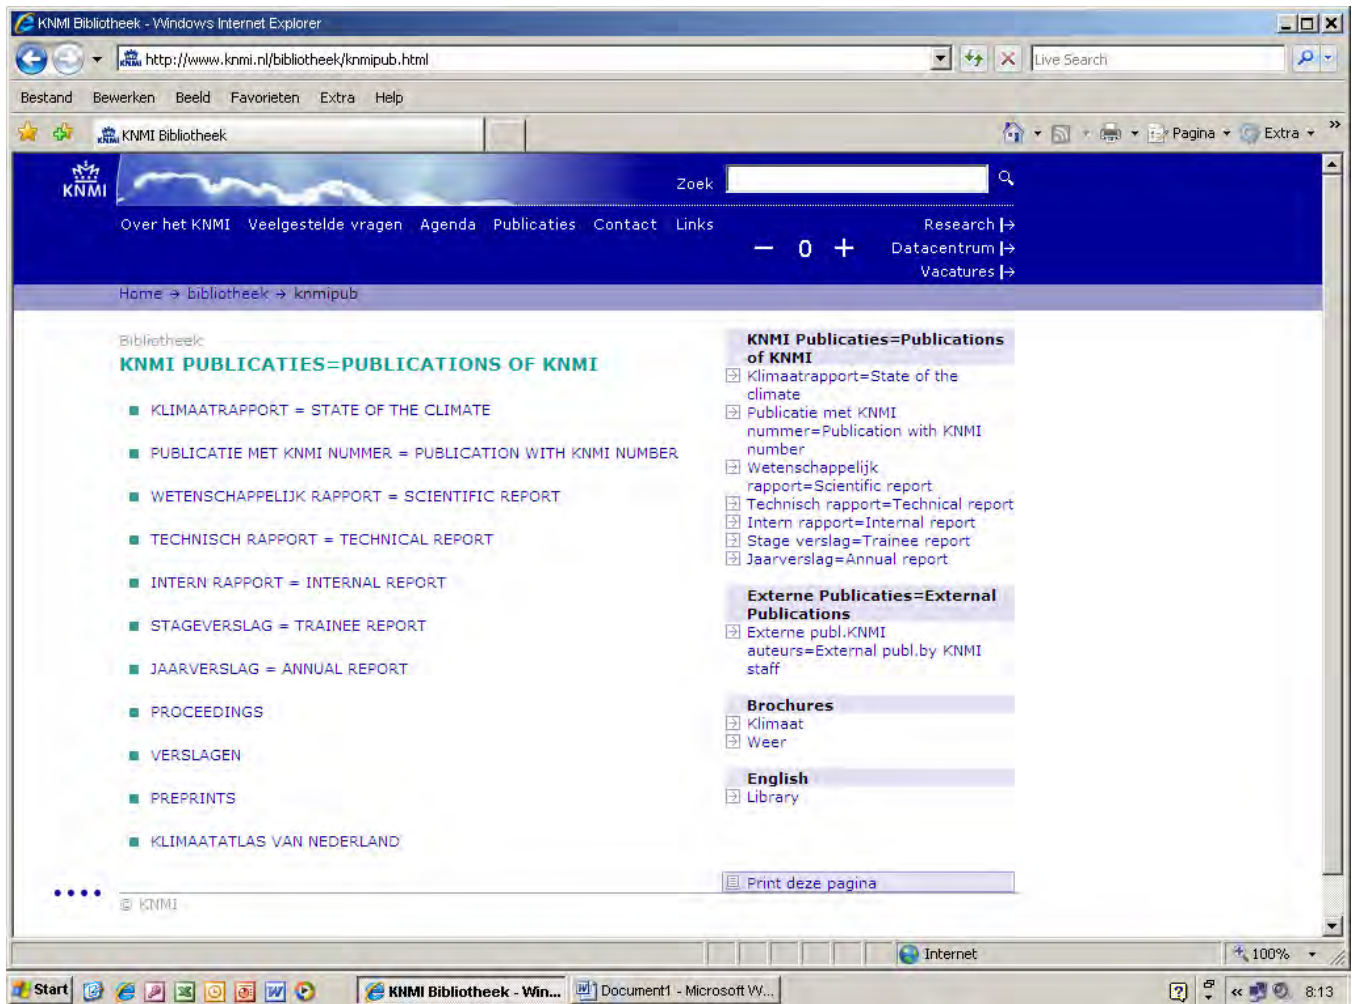 KNMI Bibliotheek - Windows Internet Explorer
http://www.knmi.nl/bibliotheek/knmipub.html
Live Search
Bestand Bewerken Beeld Favorieten Extra Help
KNMI Bibliotheek
Pagina
Extra
KNMI
Zoek
Over het KNMI Veelgestelde vragen Agenda Publicaties Contact Links
− 0 +
Research
Datacentrum
Vacatures
Home → bibliotheek → knmipub
Bibliotheek
KNMI PUBLICATIES=PUBLICATIONS OF KNMI
KLIMAATRAPPORT = STATE OF THE CLIMATE
PUBLICATIE MET KNMI NUMMER = PUBLICATION WITH KNMI NUMBER
WETENSCHAPPELIJK RAPPORT = SCIENTIFIC REPORT
TECHNISCH RAPPORT = TECHNICAL REPORT
INTERN RAPPORT = INTERNAL REPORT
STAGEVERSLAG = TRAINEE REPORT
JAARVERSLAG = ANNUAL REPORT
PROCEEDINGS
VERSLAGEN
PREPRINTS
KLIMAATATLAS VAN NEDERLAND
KNMI Publicaties=Publications
of KNMI
Klimaatrapport=State of the
climate
Publicatie met KNMI
nummer=Publication with KNMI
number
Wetenschappelijk
rapport=Scientific report
Technisch rapport=Technical report
Intern rapport=Internal report
Stage verslag=Trainee report
Jaarverslag=Annual report
Externe Publicaties=External
Publications
Externe publ.KNMI
auteurs=External publ.by KNMI
staff
Brochures
Klimaat
Weer
English
Library
Print deze pagina
© KNMI
Internet
100%
Start
KNMI Bibliotheek - Win...
Document1 - Microsoft W...
8:13